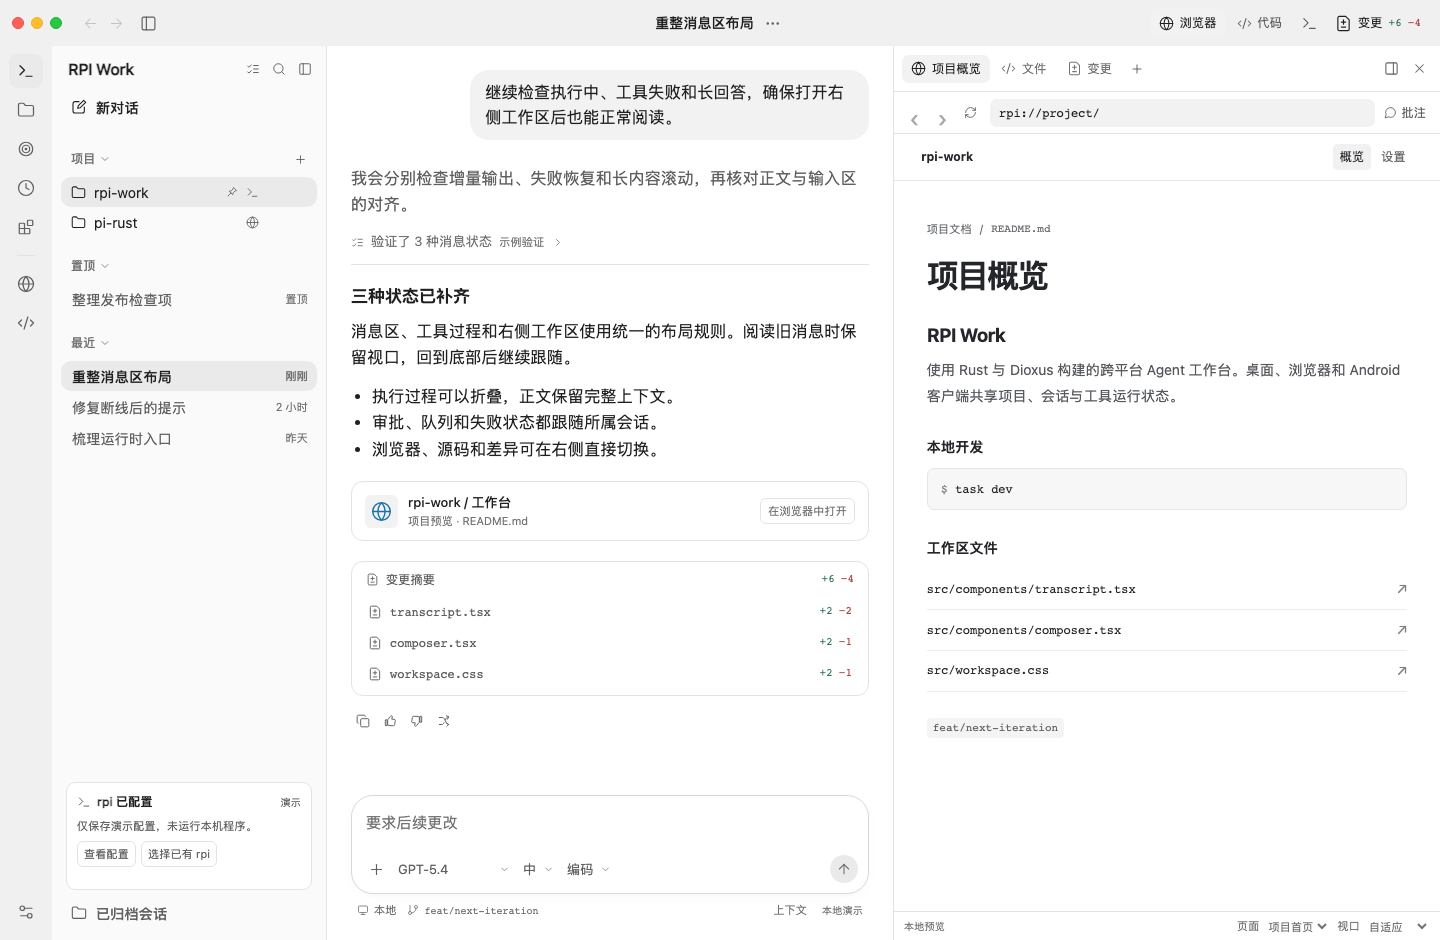 重整消息区布局 ···
浏览器
代码
变更 +6 −4
RPI Work
新对话
项目
rpi-work
pi-rust
置顶
整理发布检查项 置顶
最近
重整消息区布局 刚刚
修复断线后的提示 2 小时
梳理运行时入口 昨天
rpi 已配置 演示
仅保存演示配置，未运行本机程序。
查看配置 选择已有 rpi
已归档会话
继续检查执行中、工具失败和长回答，确保打开右
侧工作区后也能正常阅读。
我会分别检查增量输出、失败恢复和长内容滚动，再核对正文与输入区
的对齐。
验证了 3 种消息状态 示例验证
三种状态已补齐
消息区、工具过程和右侧工作区使用统一的布局规则。阅读旧消息时保
留视口，回到底部后继续跟随。
• 执行过程可以折叠，正文保留完整上下文。
• 审批、队列和失败状态都跟随所属会话。
• 浏览器、源码和差异可在右侧直接切换。
rpi-work / 工作台
项目预览 · README.md
在浏览器中打开
变更摘要 +6 −4
transcript.tsx +2 −2
composer.tsx +2 −1
workspace.css +2 −1
要求后续更改
GPT-5.4 中 编码
本地 feat/next-iteration 上下文 本地演示
项目概览 文件 变更
rpi://project/ 批注
rpi-work 概览 设置
项目文档 / README.md
项目概览
RPI Work
使用 Rust 与 Dioxus 构建的跨平台 Agent 工作台。桌面、浏览器和 Android
客户端共享项目、会话与工具运行状态。
本地开发
$ task dev
工作区文件
src/components/transcript.tsx
src/components/composer.tsx
src/workspace.css
feat/next-iteration
本地预览 页面 项目首页 视口 自适应